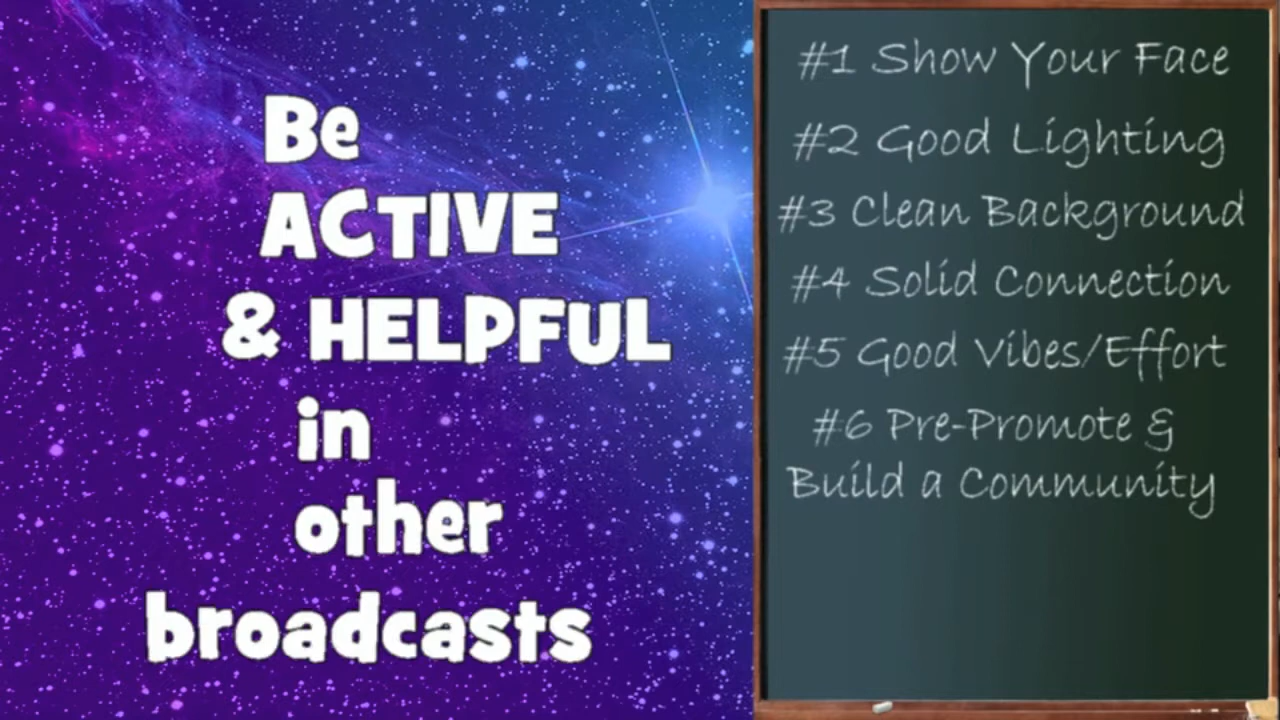 Be
ACTIVE
& HELPFUL
in
other
broadcasts
#1 Show Your Face
#2 Good Lighting
#3 Clean Background
#4 Solid Connection
#5 Good Vibes/Effort
#6 Pre-Promote &
Build a Community